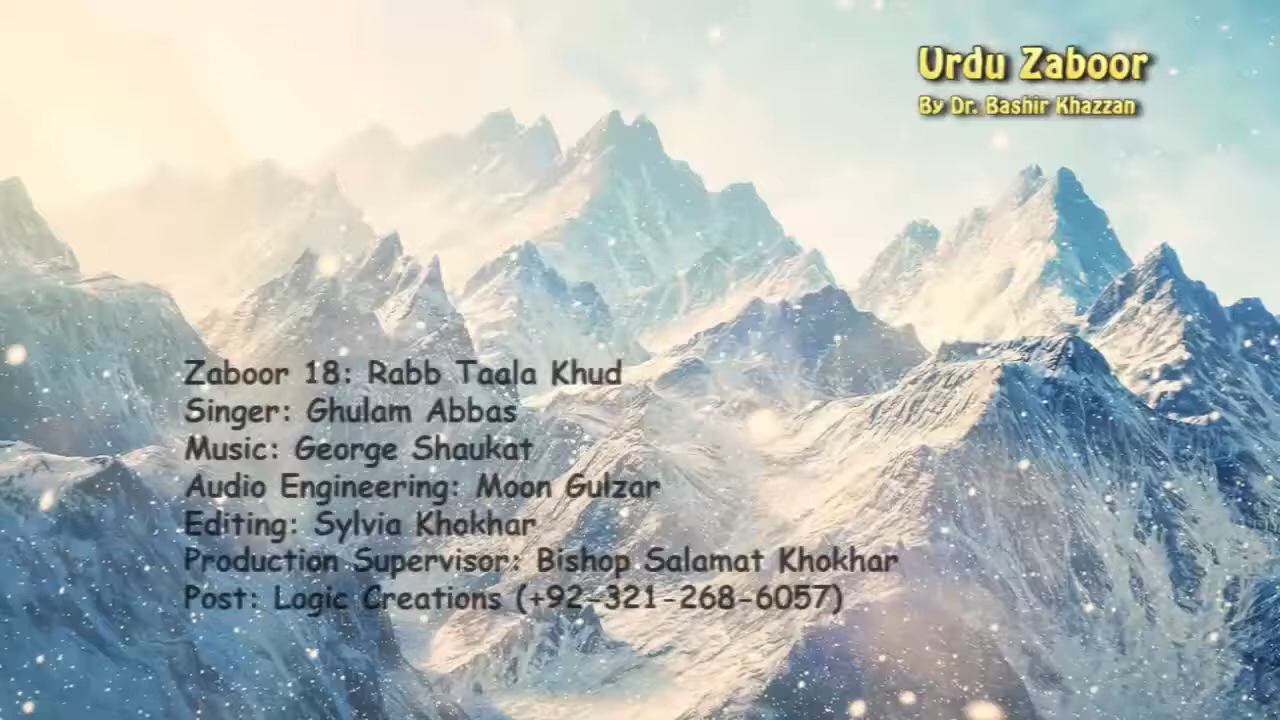 Urdu Zaboor
By Dr. Bashir Khazzan
Zaboor 18: Rabb Taala Khud
Singer: Ghulam Abbas
Music: George Shaukat
Audio Engineering: Moon Gulzar
Editing: Sylvia Khokhar
Production Supervisor: Bishop Salamat Khokhar
Post: Logic Creations (+92-321-268-6057)